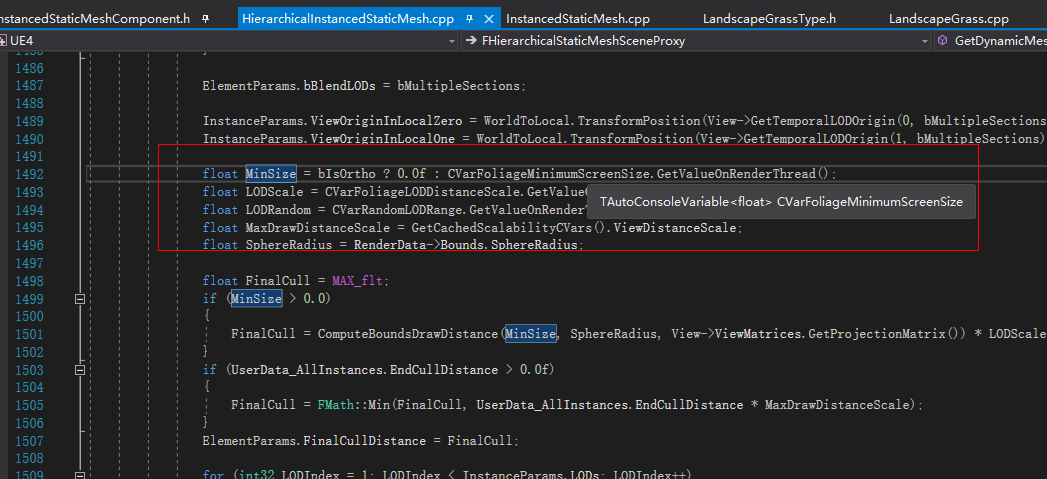 nstancedStaticMeshComponent.h HierarchicalInstancedStaticMesh.cpp InstancedStaticMesh.cpp LandscapeGrassType.h LandscapeGrass.cpp
UE4 FHierarchicalStaticMeshSceneProxy GetDynamicMes
1486
1487 ElementParams.bBlendLODs = bMultipleSections;
1488
1489 InstanceParams.ViewOriginInLocalZero = WorldToLocal.TransformPosition(View->GetTemporalLODOrigin(0, bMultipleSections
1490 InstanceParams.ViewOriginInLocalOne = WorldToLocal.TransformPosition(View->GetTemporalLODOrigin(1, bMultipleSections)
1491
1492 float MinSize = bIsOrtho ? 0.0f : CVarFoliageMinimumScreenSize.GetValueOnRenderThread();
1493 float LODScale = CVarFoliageLODDistanceScale.GetValue
TAutoConsoleVariable<float> CVarFoliageMinimumScreenSize
1494 float LODRandom = CVarRandomLODRange.GetValueOnRender
1495 float MaxDrawDistanceScale = GetCachedScalabilityCVars().ViewDistanceScale;
1496 float SphereRadius = RenderData->Bounds.SphereRadius;
1497
1498 float FinalCull = MAX_flt;
1499 if (MinSize > 0.0)
1500 {
1501 FinalCull = ComputeBoundsDrawDistance(MinSize, SphereRadius, View->ViewMatrices.GetProjectionMatrix()) * LODScale
1502 }
1503 if (UserData_AllInstances.EndCullDistance > 0.0f)
1504 {
1505 FinalCull = FMath::Min(FinalCull, UserData_AllInstances.EndCullDistance * MaxDrawDistanceScale);
1506 }
1507 ElementParams.FinalCullDistance = FinalCull;
1508
1509 for (int32 LODIndex = 1; LODIndex < InstanceParams.LODs; LODIndex++)